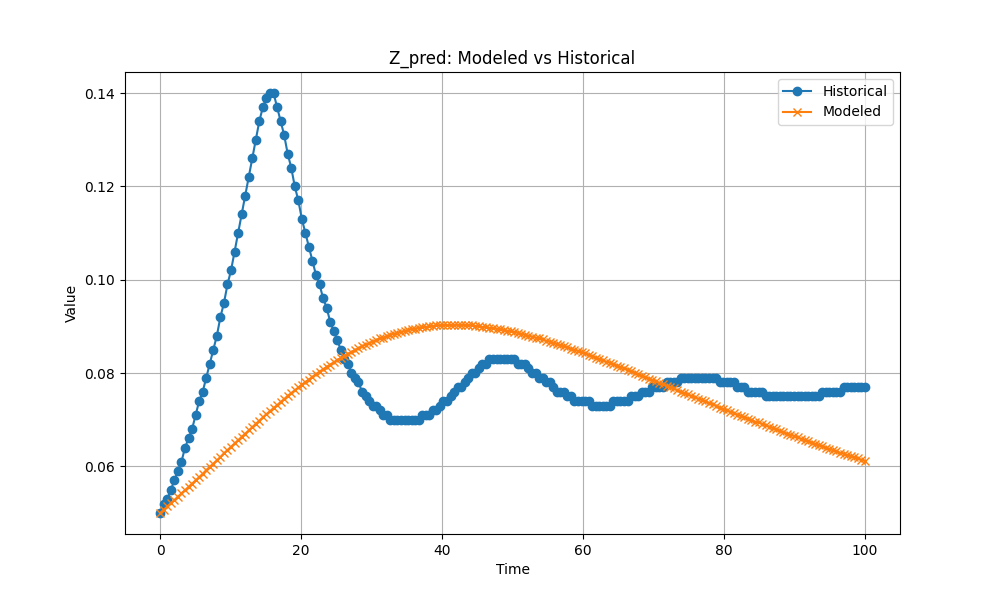 Z_pred: Modeled vs Historical
Historical
Modeled
0.14
0.12
0.10
0.08
0.06
Value
0 20 40 60 80 100
Time